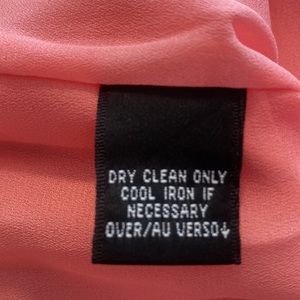 DRY CLEAN ONLY
COOL IRON IF
NECESSARY
OVER/AU VERSO↓